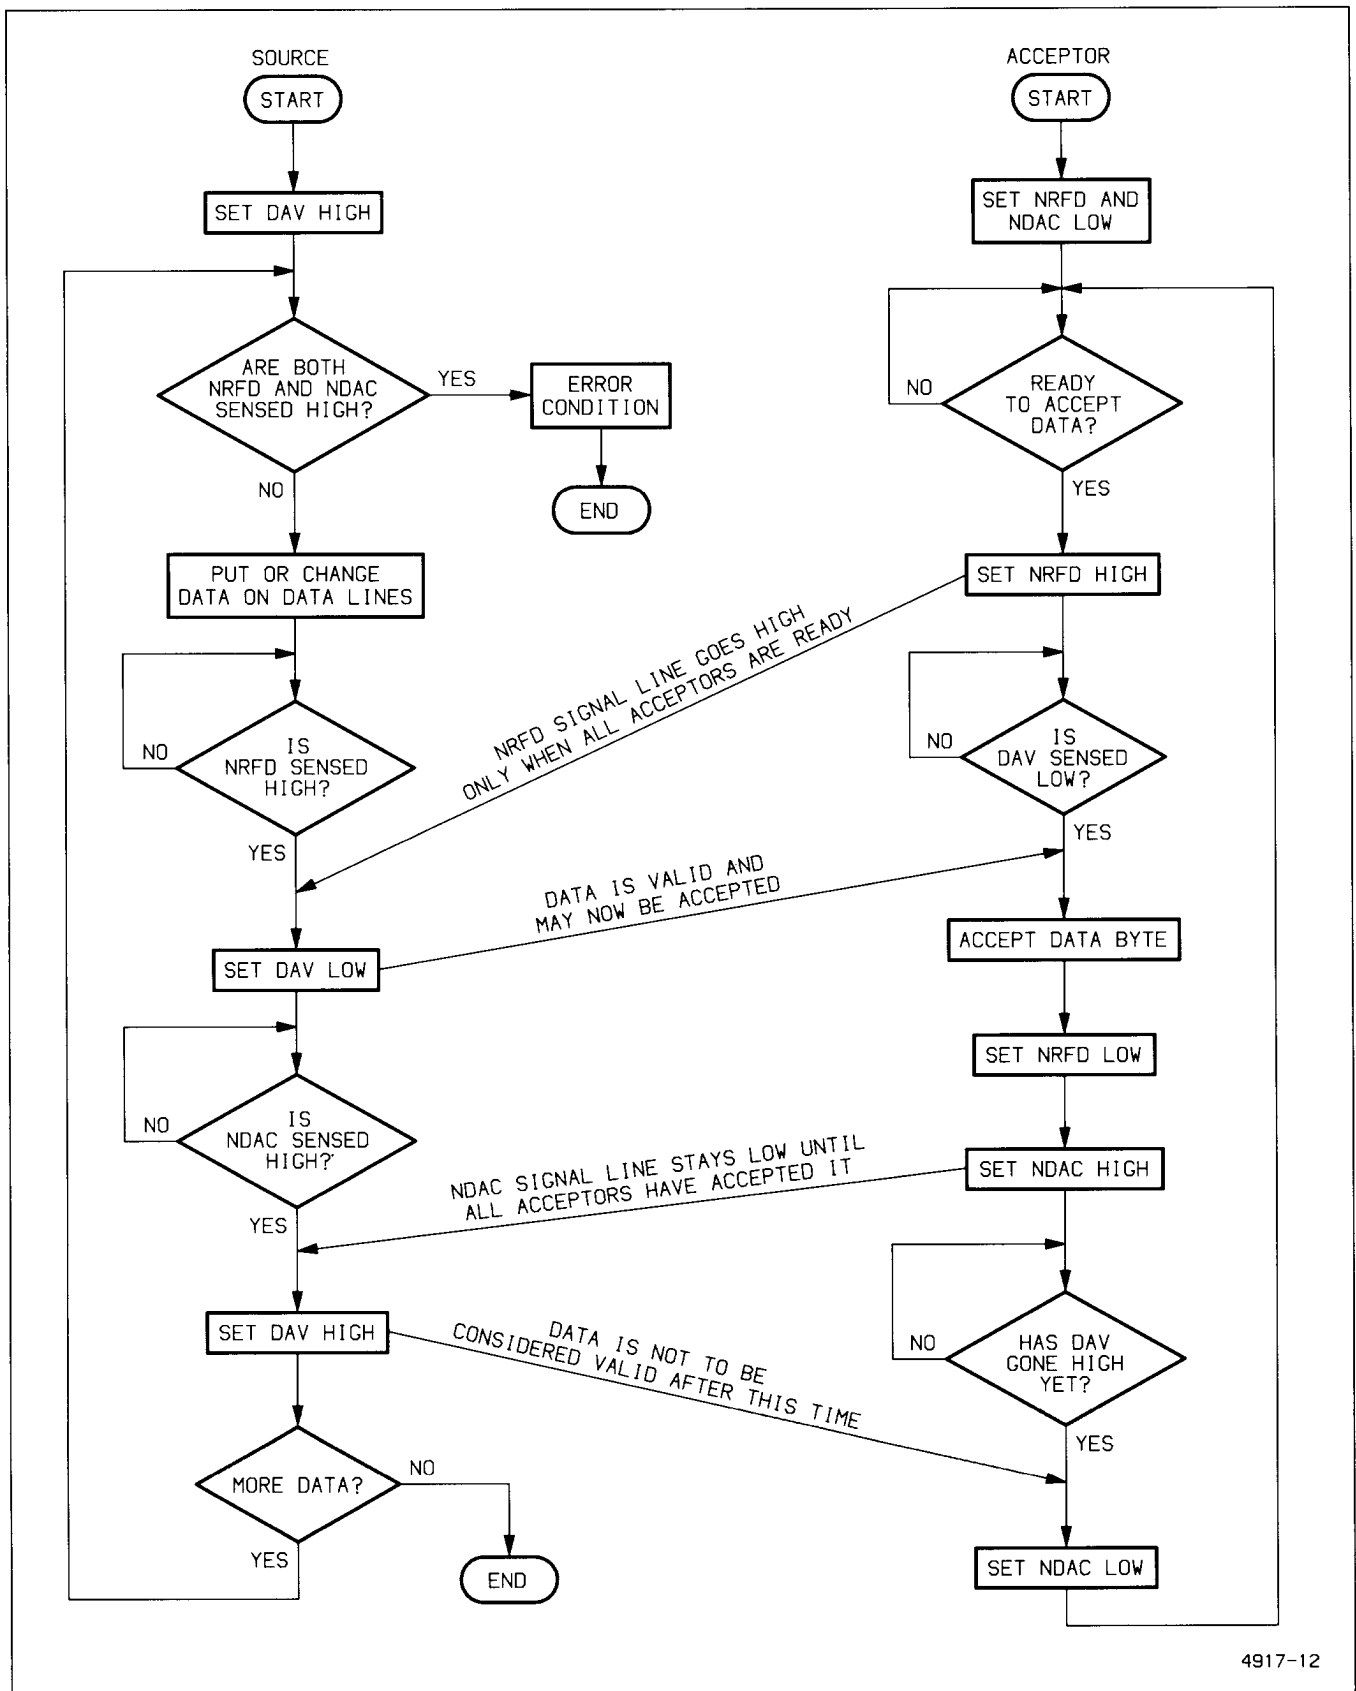 SOURCE
START
SET DAV HIGH
ARE BOTH
NRFD AND NDAC
SENSED HIGH?
YES
ERROR
CONDITION
END
NO
PUT OR CHANGE
DATA ON DATA LINES
NO
IS
NRFD SENSED
HIGH?
YES
SET DAV LOW
NO
IS
NDAC SENSED
HIGH?
YES
SET DAV HIGH
MORE DATA?
NO
YES
END
NRFD SIGNAL LINE GOES HIGH
ONLY WHEN ALL ACCEPTORS ARE READY
DATA IS VALID AND
MAY NOW BE ACCEPTED
NDAC SIGNAL LINE STAYS LOW UNTIL
ALL ACCEPTORS HAVE ACCEPTED IT
DATA IS NOT TO BE
CONSIDERED VALID AFTER THIS TIME
ACCEPTOR
START
SET NRFD AND
NDAC LOW
NO
READY
TO ACCEPT
DATA?
YES
SET NRFD HIGH
NO
IS
DAV SENSED
LOW?
YES
ACCEPT DATA BYTE
SET NRFD LOW
SET NDAC HIGH
NO
HAS DAV
GONE HIGH
YET?
YES
SET NDAC LOW
4917-12